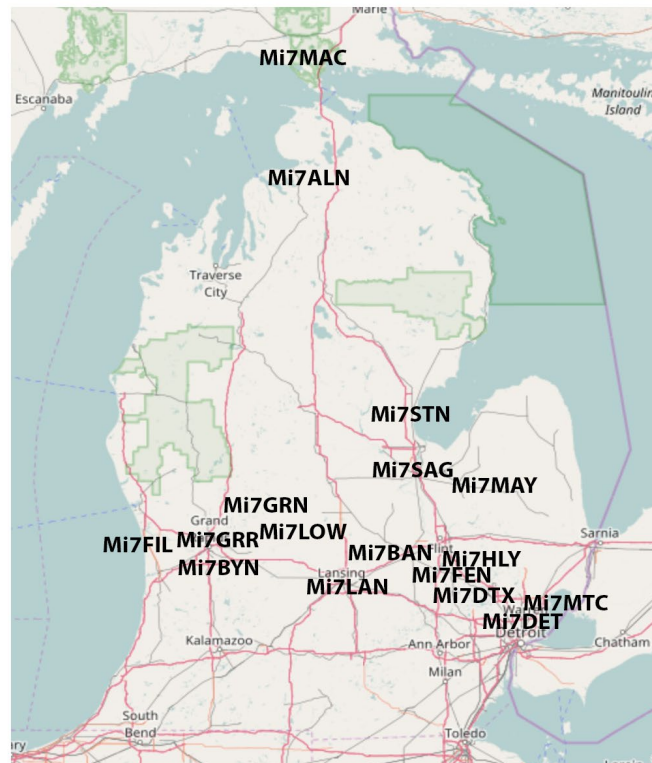 Marie
Mi7MAC
Escanaba
Manitoulin
Island
Mi7ALN
Traverse
City
Mi7STN
Mi7SAG
Mi7MAY
Mi7GRN
Grand
Mi7LOW
Mi7GRR
Mi7FIL
Sarnia
Mi7BAN
Flint
Mi7HLY
Mi7BYN
Lansing
Mi7FEN
Mi7LAN
Mi7DTX
Mi7MTC
Mi7DET
Detroit
Kalamazoo
Ann Arbor
Chatham
Milan
South
Bend
Toledo